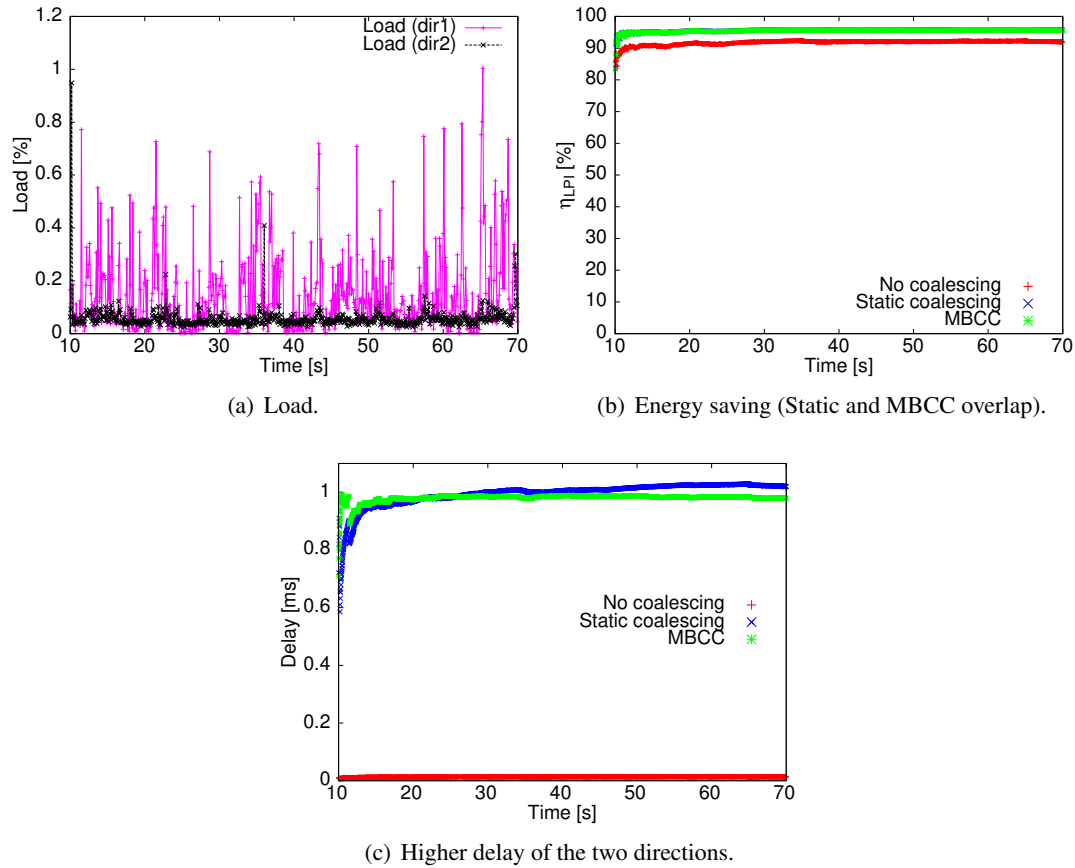 1.2
1
0.8
0.6
0.4
0.2
0
10 20 30 40 50 60 70
Load [%]
Time [s]
Load (dir1)
Load (dir2)
(a) Load.
100
90
80
70
60
50
40
30
20
10
0
10 20 30 40 50 60 70
ηLPI [%]
Time [s]
No coalescing
Static coalescing
MBCC
(b) Energy saving (Static and MBCC overlap).
1
0.8
0.6
0.4
0.2
0
10 20 30 40 50 60 70
Delay [ms]
Time [s]
No coalescing
Static coalescing
MBCC
(c) Higher delay of the two directions.